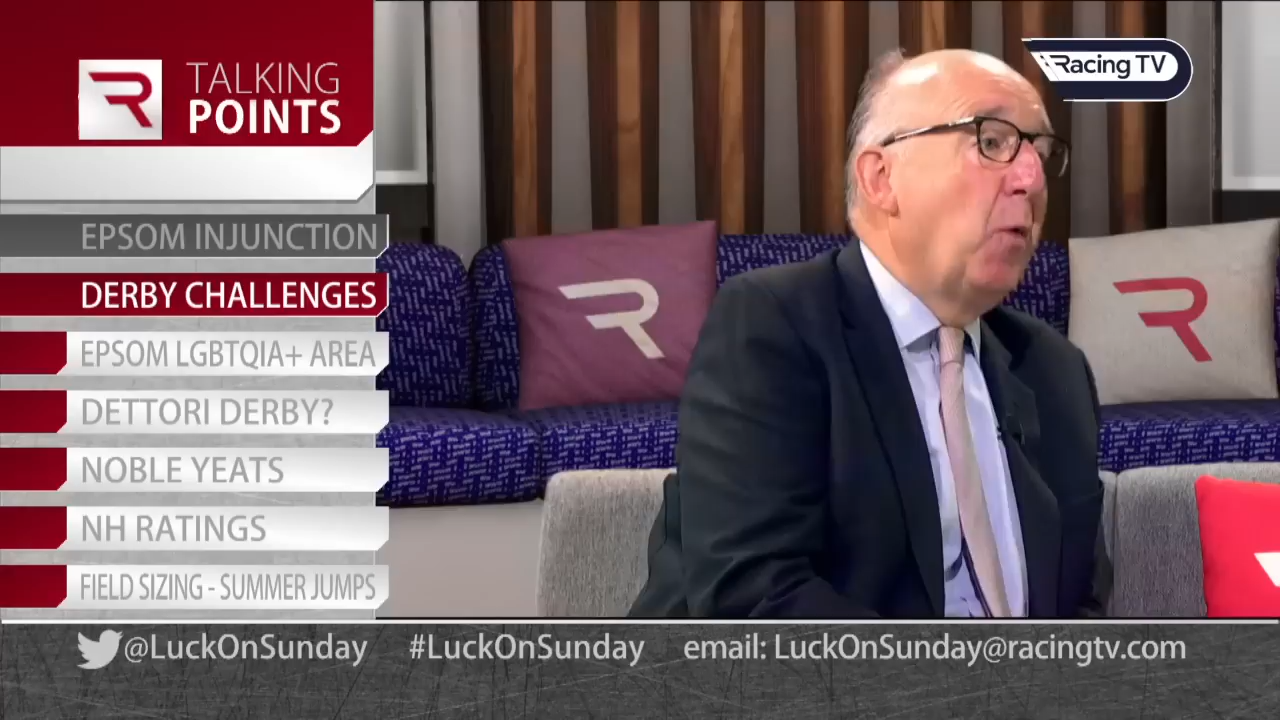 TALKING
POINTS
Racing TV
EPSOM INJUNCTION
DERBY CHALLENGES
EPSOM LGBTQIA+ AREA
DETTORI DERBY?
NOBLE YEATS
NH RATINGS
FIELD SIZING - SUMMER JUMPS
@LuckOnSunday #LuckOnSunday email: LuckOnSunday@racingtv.com